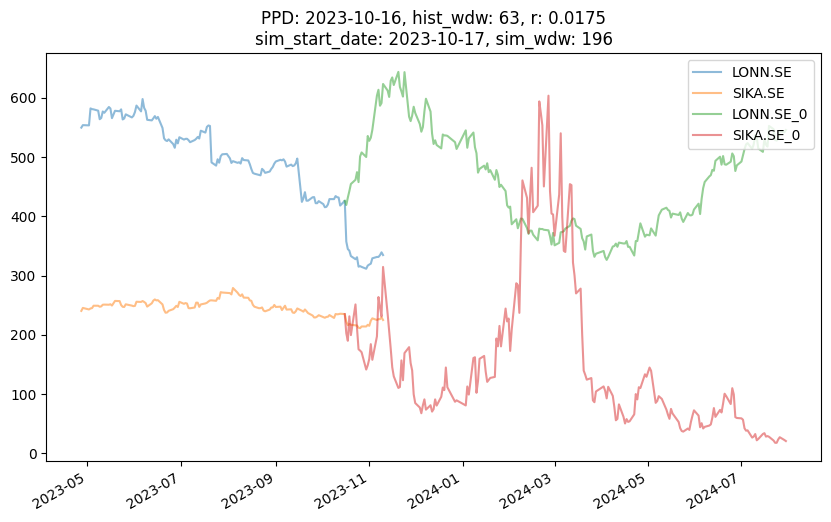 PPD: 2023-10-16, hist_wdw: 63, r: 0.0175
sim_start_date: 2023-10-17, sim_wdw: 196
LONN.SE
SIKA.SE
LONN.SE_0
SIKA.SE_0
600
500
400
300
200
100
0
2023-05
2023-07
2023-09
2023-11
2024-01
2024-03
2024-05
2024-07